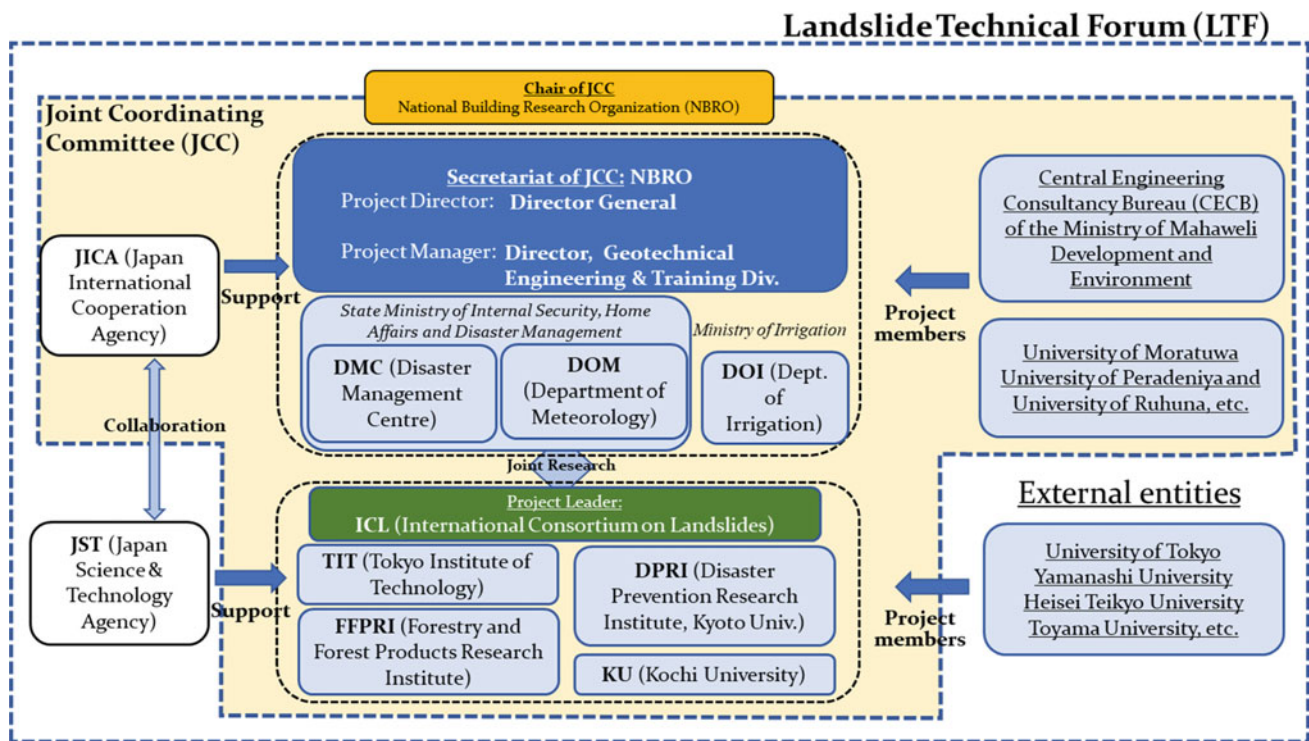 Landslide Technical Forum (LTF)
Chair of JCC
National Building Research Organization (NBRO)
Joint Coordinating
Committee (JCC)
Secretariat of JCC: NBRO
Project Director: Director General
Project Manager: Director, Geotechnical
Engineering & Training Div.
JICA (Japan
International
Cooperation
Agency)
Support
State Ministry of Internal Security, Home
Affairs and Disaster Management
Ministry of Irrigation
DMC (Disaster
Management
Centre)
DOM
(Department of
Meteorology)
DOI (Dept.
of
Irrigation)
Central Engineering
Consultancy Bureau (CECB)
of the Ministry of Mahaweli
Development and
Environment
Project
members
University of Moratuwa
University of Peradeniya and
University of Ruhuna, etc.
Collaboration
Joint Research
Project Leader:
ICL (International Consortium on Landslides)
JST (Japan
Science &
Technology
Agency)
Support
TIT (Tokyo Institute of
Technology)
DPRI (Disaster
Prevention Research
Institute, Kyoto Univ.)
FFPRI (Forestry and
Forest Products Research
Institute)
KU (Kochi University)
External entities
Project
members
University of Tokyo
Yamanashi University
Heisei Teikyo University
Toyama University, etc.